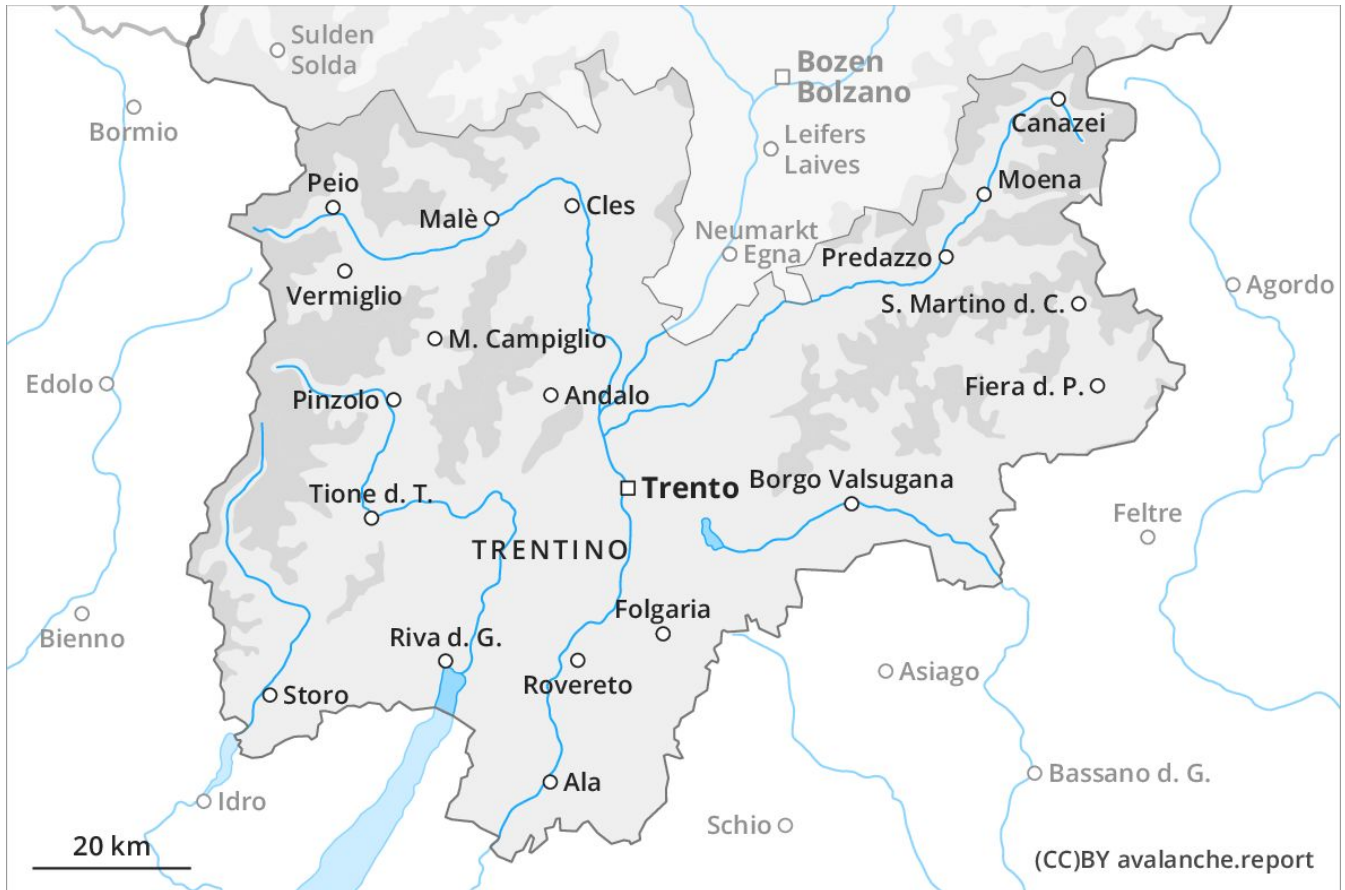 Sulden
Solda
Bozen
Bolzano
Bormio
Canazei
Leifers
Laives
Peio
Moena
Malè
Cles
Neumarkt
Egna
Predazzo
Vermiglio
Agordo
S. Martino d. C.
M. Campiglio
Edolo
Andalo
Fiera d. P.
Pinzolo
Trento
Borgo Valsugana
Tione d. T.
Feltre
TRENTINO
Folgaria
Bienno
Riva d. G.
Asiago
Rovereto
Storo
Bassano d. G.
Ala
Idro
Schio
20 km
(CC)BY avalanche.report